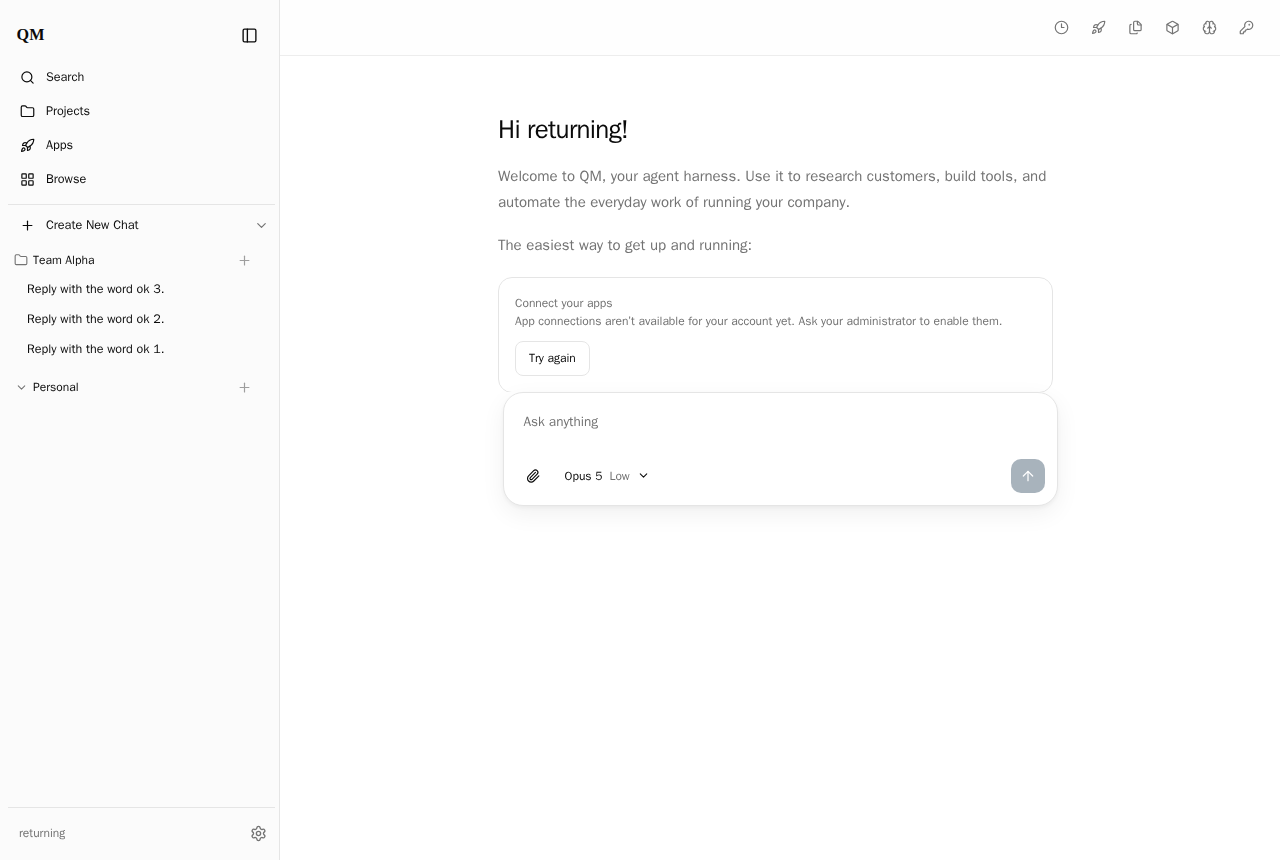 QM
Search
Projects
Apps
Browse
Create New Chat
Team Alpha
Reply with the word ok 3.
Reply with the word ok 2.
Reply with the word ok 1.
Personal
returning
Hi returning!
Welcome to QM, your agent harness. Use it to research customers, build tools, and
automate the everyday work of running your company.
The easiest way to get up and running:
Connect your apps
App connections aren't available for your account yet. Ask your administrator to enable them.
Try again
Ask anything
Opus 5 Low